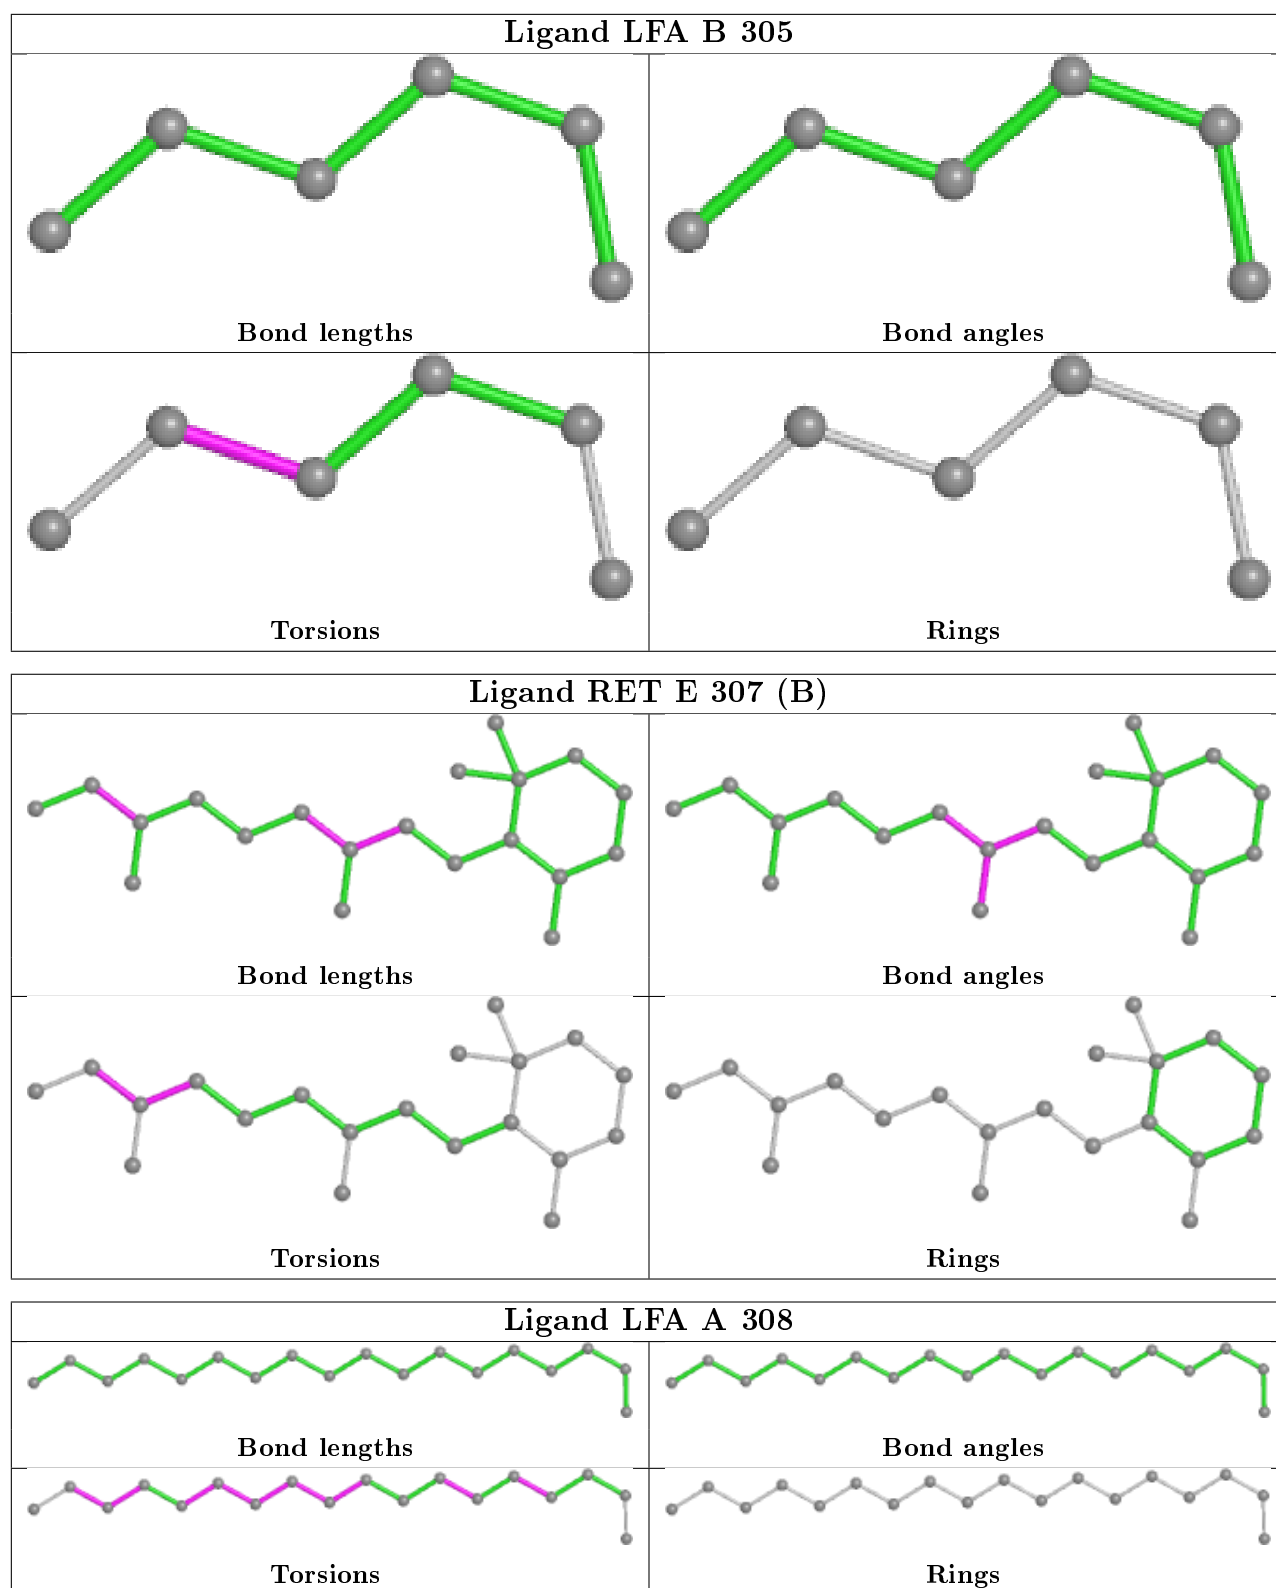 Ligand LFA B 305
Bond lengths
Bond angles
Torsions
Rings
Ligand RET E 307 (B)
Bond lengths
Bond angles
Torsions
Rings
Ligand LFA A 308
Bond lengths
Bond angles
Torsions
Rings